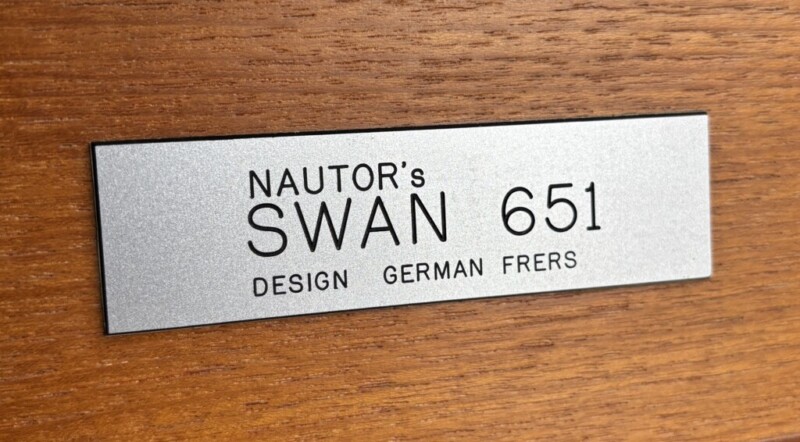 NAUTOR's
SWAN 651
DESIGN GERMAN FRERS